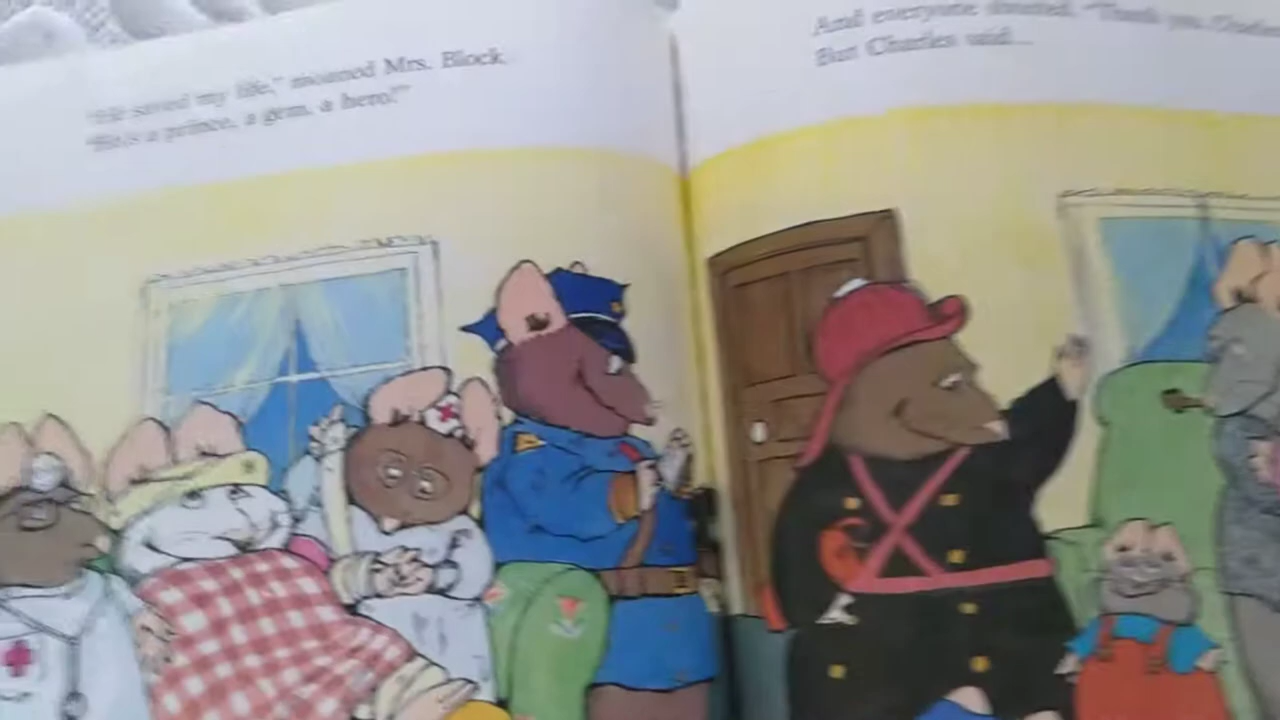 "He saved my life," moaned Mrs. Block.
"He is a prince, a gem, a hero!"
And everyone shouted, "Thank you,
But Charles said...